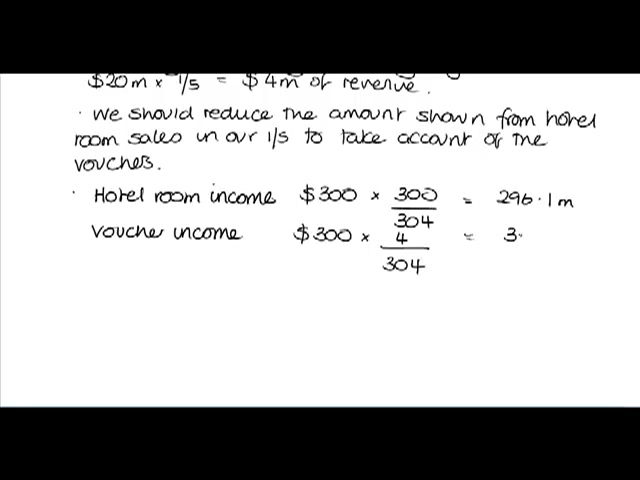 $20m × 1/5 = $4m of revenue.
· We should reduce the amount shown from hotel
room sales in our I/S to take account of the
vouchers.
· Hotel room income $300 × 300/304 = 296.1m
Voucher income $300 × 4/304 = 3.